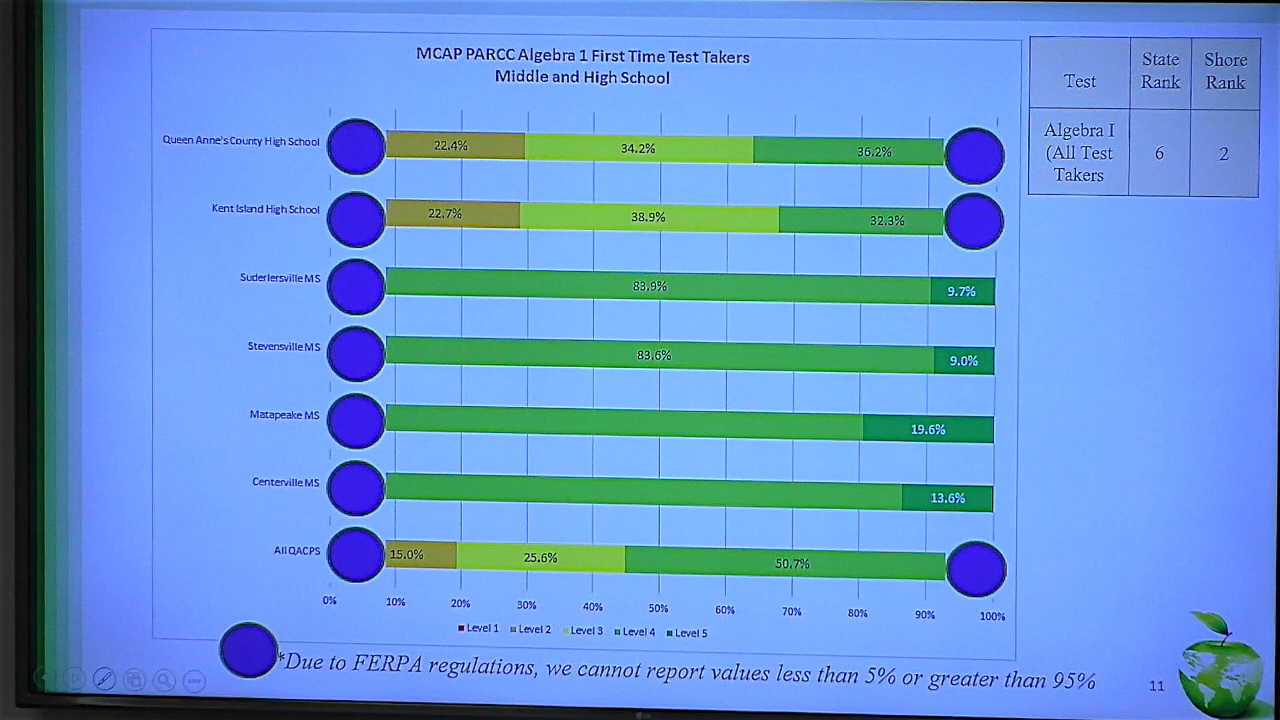 MCAP PARCC Algebra 1 First Time Test Takers
Middle and High School
Test
State
Rank
Shore
Rank
Algebra I
(All Test
Takers
6
2
Queen Anne's County High School
22.4%
34.2%
36.2%
Kent Island High School
22.7%
38.9%
32.3%
Suderlersville MS
83.9%
9.7%
Stevensville MS
83.6%
9.0%
Matapeake MS
19.6%
Centerville MS
13.6%
All QACPS
15.0%
25.6%
50.7%
0% 10% 20% 30% 40% 50% 60% 70% 80% 90% 100%
Level 1 Level 2 Level 3 Level 4 Level 5
*Due to FERPA regulations, we cannot report values less than 5% or greater than 95%
11
LG